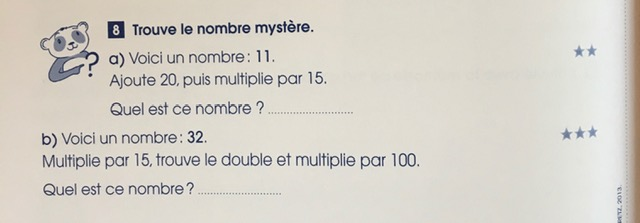 8 Trouve le nombre mystère.
a) Voici un nombre : 11. ★★
Ajoute 20, puis multiplie par 15.
Quel est ce nombre ? ........................
b) Voici un nombre : 32. ★★★
Multiplie par 15, trouve le double et multiplie par 100.
Quel est ce nombre ? ........................
?